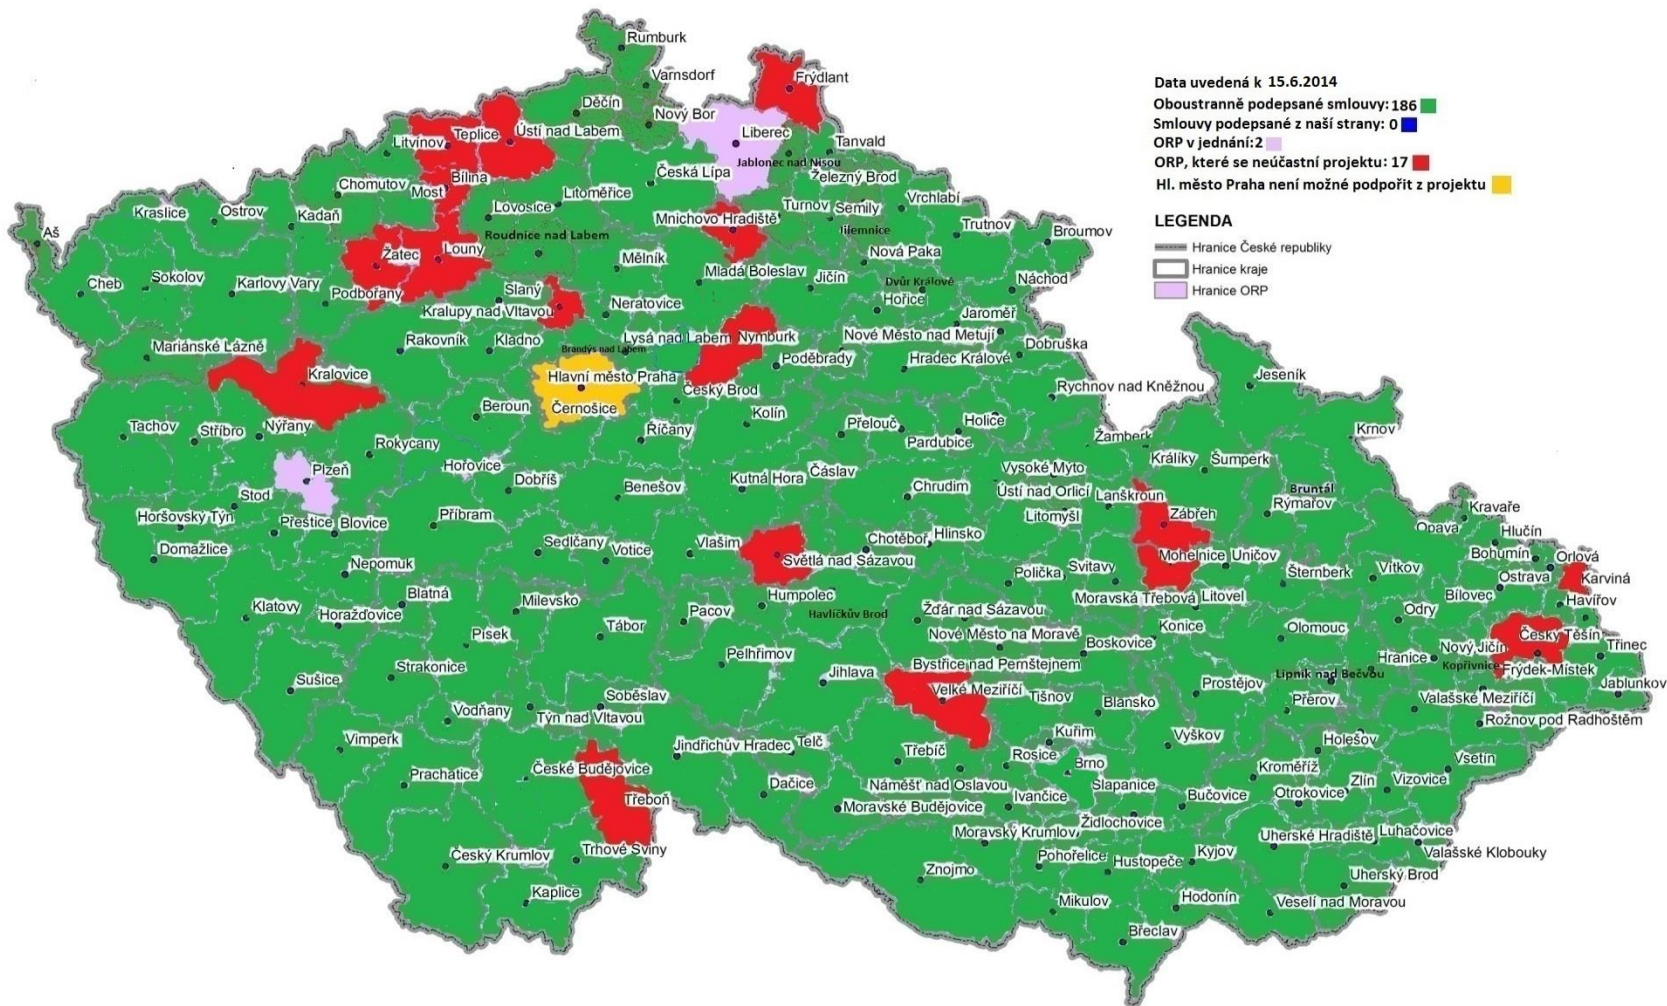 Data uvedená k 15.6.2014
Oboustranně podepsané smlouvy: 186
Smlouvy podepsané z naší strany: 0
ORP v jednání: 2
ORP, které se neúčastní projektu: 17
Hl. město Praha není možné podpořit z projektu
LEGENDA
Hranice České republiky
Hranice kraje
Hranice ORP
Rumburk
Varnsdorf
Děčín
Nový Bor
Frýdlant
Teplice
Ústí nad Labem
Litvínov
Liberec
Tanvald
Jablonec nad Nisou
Železný Brod
Česká Lípa
Chomutov
Most
Bílina
Litoměřice
Lovosice
Kraslice
Ostrov
Kadaň
Mnichovo Hradiště
Turnov
Semily
Vrchlabí
Jilemnice
Trutnov
Broumov
Aš
Roudnice nad Labem
Žatec
Louny
Mělník
Nová Paka
Cheb
Sokolov
Karlovy Vary
Podbořany
Slaný
Kralupy nad Vltavou
Neratovice
Mladá Boleslav
Jičín
Dvůr Králové
Náchod
Hořice
Jaroměř
Mariánské Lázně
Rakovník
Kladno
Brandýs nad Labem
Lysá nad Labem
Nymburk
Nové Město nad Metují
Dobruška
Poděbrady
Hradec Králové
Kralovice
Hlavní město Praha
Český Brod
Rychnov nad Kněžnou
Jeseník
Beroun
Černošice
Kolín
Tachov
Stříbro
Nýřany
Rokycany
Říčany
Přelouč
Pardubice
Holice
Žamberk
Krnov
Plzeň
Hořovice
Dobříš
Benešov
Kutná Hora
Čáslav
Chrudim
Vysoké Myto
Králíky
Šumperk
Stod
Ústí nad Orlicí
Lanškroun
Bruntál
Rýmařov
Horšovský Týn
Přeštice
Blovice
Příbram
Litomyšl
Zábřeh
Kravaře
Opava
Hlučín
Domažlice
Sedlčany
Votice
Vlašim
Světlá nad Sázavou
Chotěboř
Hlinsko
Mohelnice
Uničov
Bohumín
Orlová
Nepomuk
Polička
Svitavy
Šternberk
Vítkov
Ostrava
Karviná
Klatovy
Horažďovice
Blatná
Milevsko
Humpolec
Pacov
Havlíčkův Brod
Žďár nad Sázavou
Moravská Třebová
Litovel
Bílovec
Havířov
Odry
Písek
Tábor
Nové Město na Moravě
Boskovice
Konice
Olomouc
Český Těšín
Nový Jičín
Třinec
Strakonice
Pelhřimov
Bystřice nad Pernštejnem
Hranice
Kopřivnice
Frýdek-Místek
Sušice
Jihlava
Velké Meziříčí
Tišnov
Prostějov
Lipník nad Bečvou
Jablunkov
Soběslav
Valašské Meziříčí
Vodňany
Týn nad Vltavou
Blansko
Přerov
Rožnov pod Radhoštěm
Vimperk
Jindřichův Hradec
Telč
Třebíč
Kuřim
Vyškov
Holešov
Prachatice
České Budějovice
Rosice
Brno
Kroměříž
Zlín
Vizovice
Vsetín
Třeboň
Dačice
Náměšť nad Oslavou
Slapanice
Otrokovice
Moravské Budějovice
Ivančice
Bučovice
Židlochovice
Moravský Krumlov
Uherské Hradiště
Luhačovice
Trhové Sviny
Český Krumlov
Pohořelice
Hustopeče
Kyjov
Valašské Klobouky
Kaplice
Znojmo
Uherský Brod
Mikulov
Hodonín
Veselí nad Moravou
Břeclav